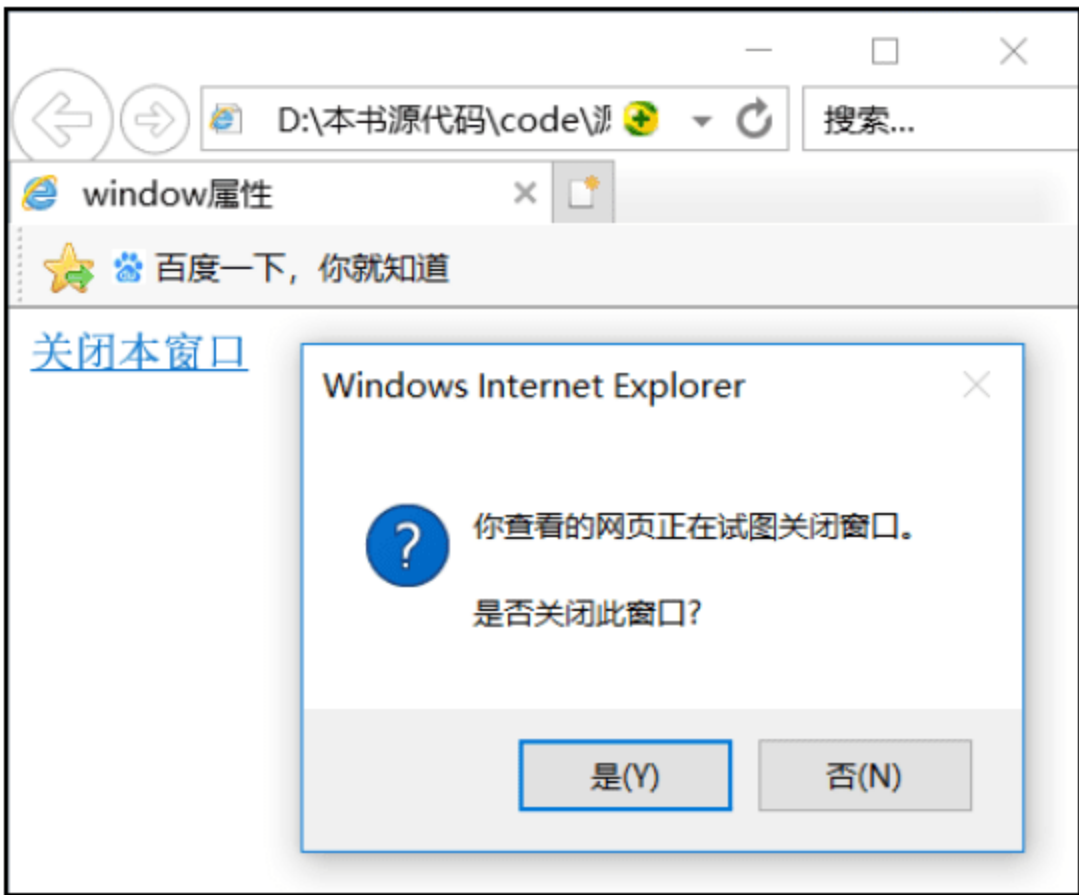 D:\本书源代码\code\源
搜索...
window属性
百度一下，你就知道
关闭本窗口
Windows Internet Explorer
你查看的网页正在试图关闭窗口。
是否关闭此窗口?
是(Y)
否(N)